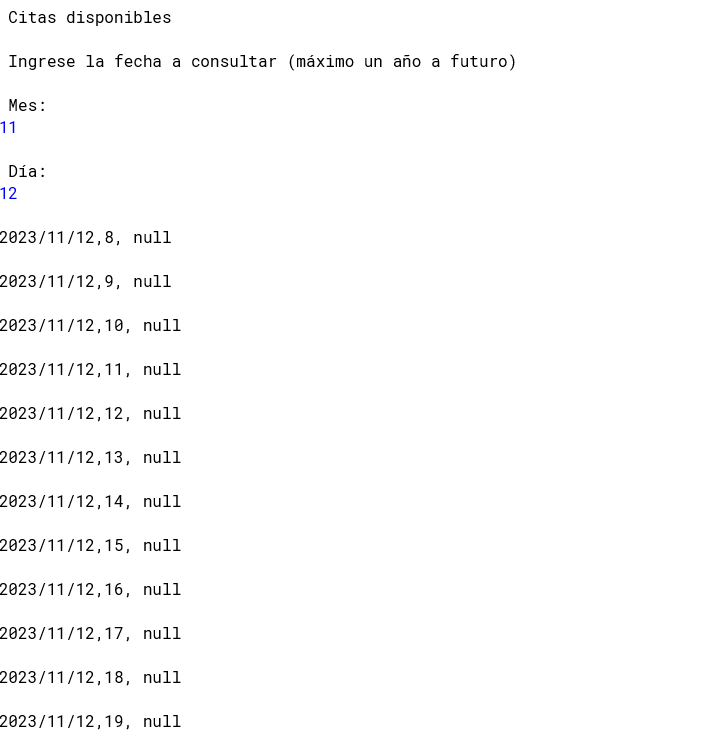 Citas disponibles
Ingrese la fecha a consultar (máximo un año a futuro)
Mes:
11
Día:
12
2023/11/12,8, null
2023/11/12,9, null
2023/11/12,10, null
2023/11/12,11, null
2023/11/12,12, null
2023/11/12,13, null
2023/11/12,14, null
2023/11/12,15, null
2023/11/12,16, null
2023/11/12,17, null
2023/11/12,18, null
2023/11/12,19, null